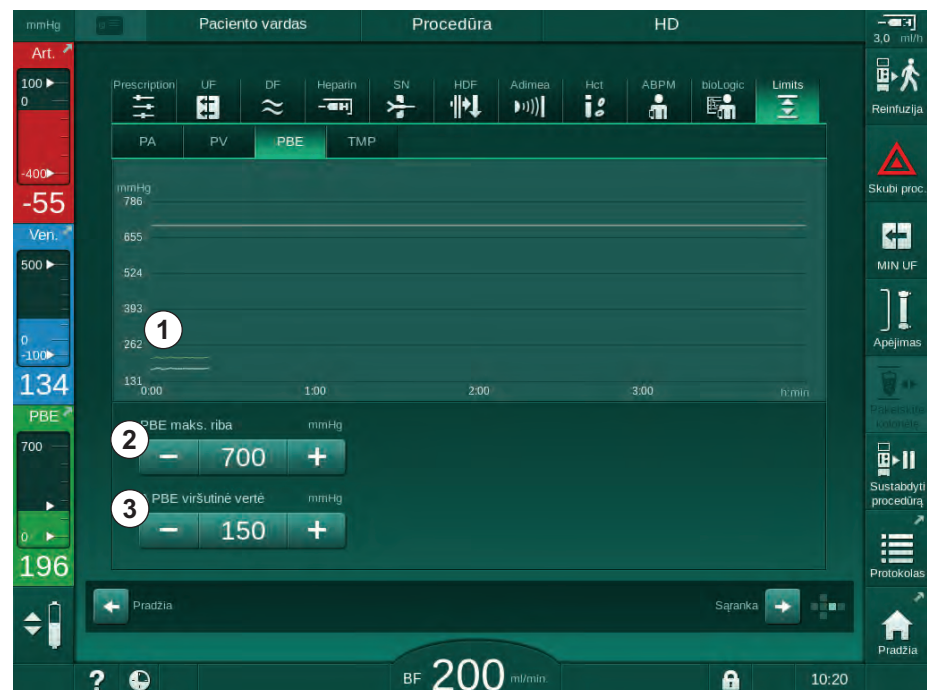 mmHg Paciento vardas Procedūra HD
3,0 ml/h
Art.
100
0
-400
-55
Ven.
500
0
-100
134
PBE
700
0
196
Prescription UF DF Heparin SN HDF Adimea Hct ABPM bioLogic Limits
PA PV PBE TMP
mmHg
786
655
524
393
262
131
0:00 1:00 2:00 3:00 h:min
1
2
PBE maks. riba mmHg
− 700 +
3
PBE viršutinė vertė mmHg
− 150 +
Pradžia Sąranka
Reinfuzija
Skubi proc.
MIN UF
Apėjimas
Sustabdyti
procedūrą
Protokolas
Pradžia
? BF 200 ml/min 10:20